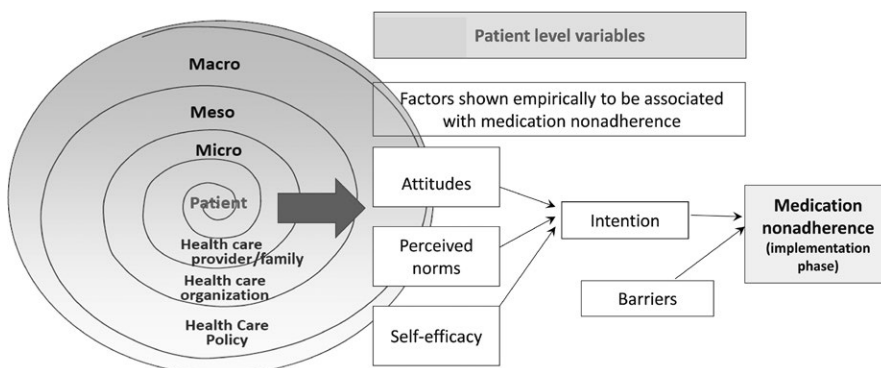 Macro
Meso
Micro
Patient
Health care
provider/family
Health care
organization
Health Care
Policy
Patient level variables
Factors shown empirically to be associated
with medication nonadherence
Attitudes
Perceived
norms
Self-efficacy
Intention
Barriers
Medication
nonadherence
(implementation
phase)